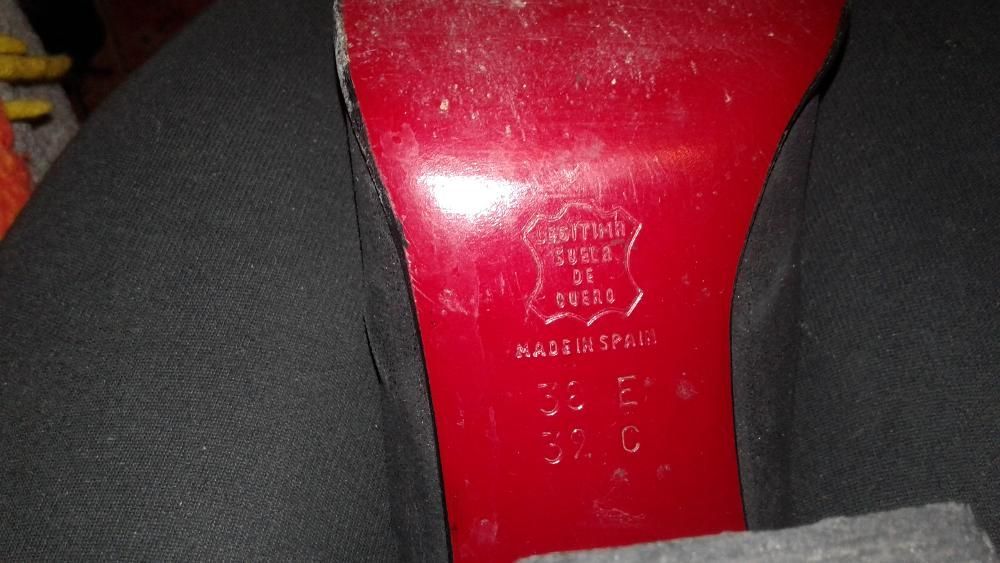 LEGITIMA
SUELA
DE
CUERO
MADE IN SPAIN
38 E
39 C